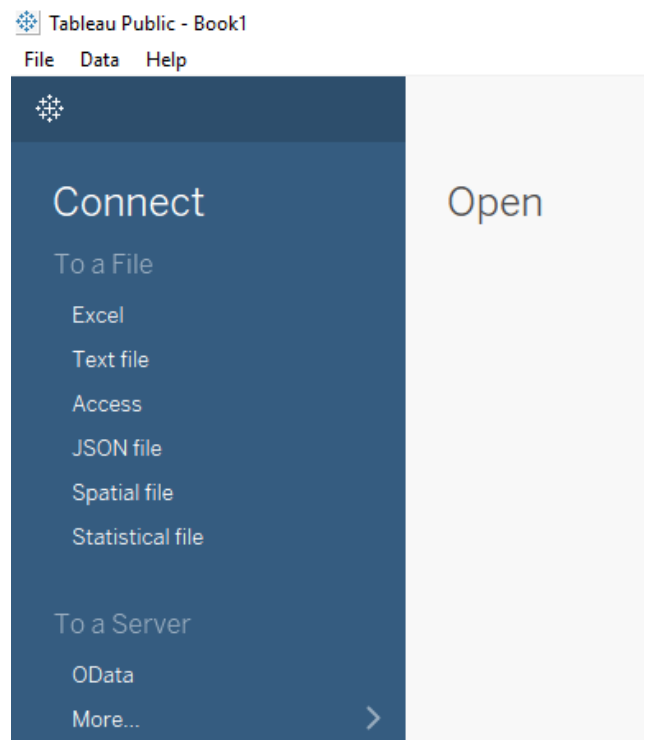 Tableau Public - Book1
File Data Help
Connect
Open
To a File
Excel
Text file
Access
JSON file
Spatial file
Statistical file
To a Server
OData
More...